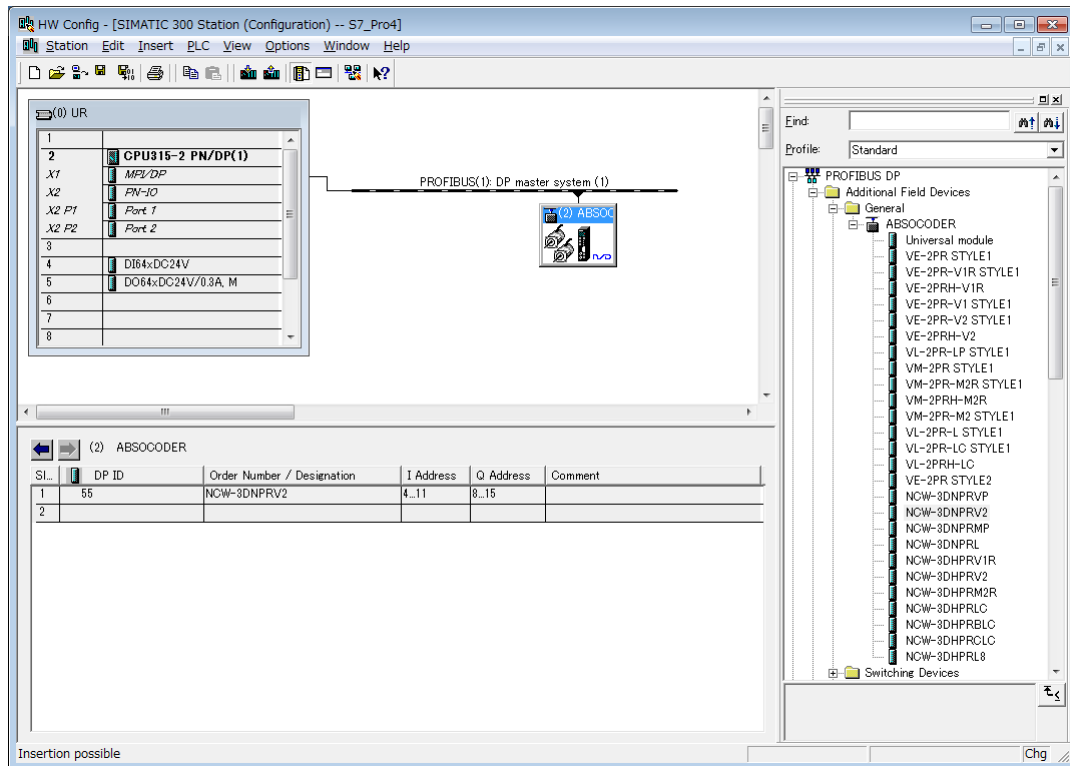 HW Config - [SIMATIC 300 Station (Configuration) -- S7_Pro4]
Station Edit Insert PLC View Options Window Help
(0) UR
1
2 CPU315-2 PN/DP(1)
X1 MPI/DP
X2 PN-IO
X2 P1 Port 1
X2 P2 Port 2
3
4 DI64xDC24V
5 DO64xDC24V/0.3A, M
6
7
8
PROFIBUS(1): DP master system (1)
(2) ABSOC
(2) ABSOCODER
Sl... DP ID Order Number / Designation I Address Q Address Comment
1 55 NCW-3DNPRV2 4...11 8...15
2
Find:
Profile: Standard
PROFIBUS DP
Additional Field Devices
General
ABSOCODER
Universal module
VE-2PR STYLE1
VE-2PR-V1R STYLE1
VE-2PRH-V1R
VE-2PR-V1 STYLE1
VE-2PR-V2 STYLE1
VE-2PRH-V2
VL-2PR-LP STYLE1
VM-2PR STYLE1
VM-2PR-M2R STYLE1
VM-2PRH-M2R
VM-2PR-M2 STYLE1
VL-2PR-L STYLE1
VL-2PR-LC STYLE1
VL-2PRH-LC
VE-2PR STYLE2
NCW-3DNPRVP
NCW-3DNPRV2
NCW-3DNPRMP
NCW-3DNPRL
NCW-3DHPRV1R
NCW-3DHPRV2
NCW-3DHPRM2R
NCW-3DHPRLC
NCW-3DHPRBLC
NCW-3DHPRCLC
NCW-3DHPRL8
Switching Devices
Insertion possible
Chg